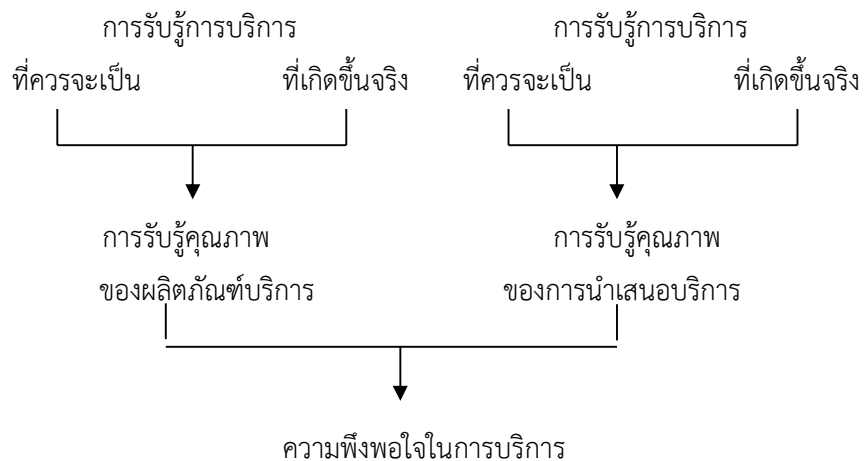 การรับรู้การบริการ การรับรู้การบริการ
ที่ควรจะเป็น ที่เกิดขึ้นจริง ที่ควรจะเป็น ที่เกิดขึ้นจริง
การรับรู้คุณภาพ การรับรู้คุณภาพ
ของผลิตภัณฑ์บริการ ของการนำเสนอบริการ
ความพึงพอใจในการบริการ